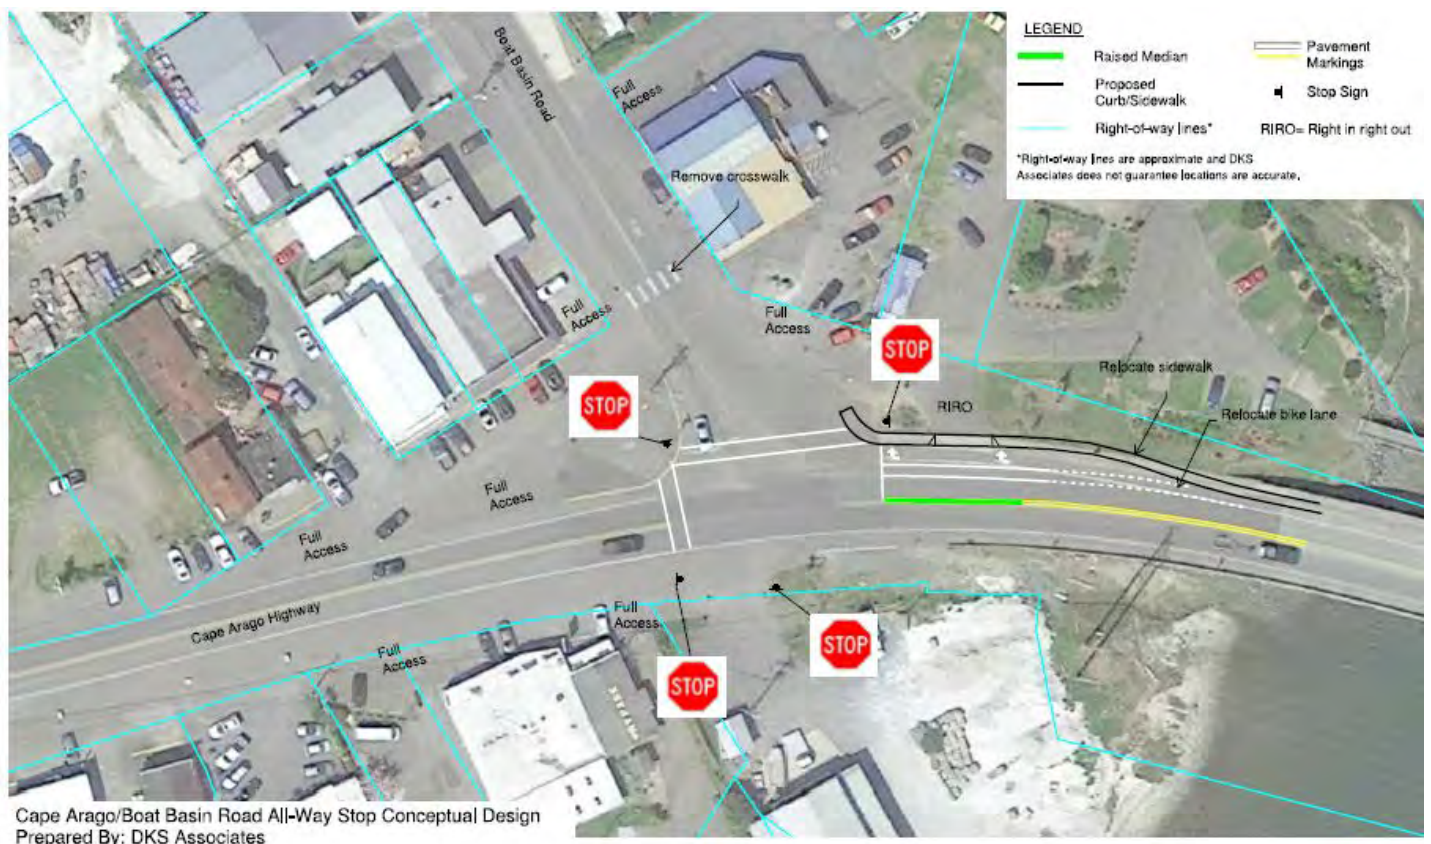 LEGEND
Raised Median
Proposed
Curb/Sidewalk
Right-of-way lines*
Pavement
Markings
Stop Sign
RIRO= Right in right out
*Right-of-way lines are approximate and DKS
Associates does not guarantee locations are accurate.
Boat Basin Road
Full
Access
Remove crosswalk
Full
Access
Full
Access
STOP
STOP
RIRO
Relocate sidewalk
Relocate bike lane
Full
Access
Full
Access
Cape Arago Highway
Full
Access
Full
Access
STOP
STOP
Cape Arago/Boat Basin Road All-Way Stop Conceptual Design
Prepared By: DKS Associates